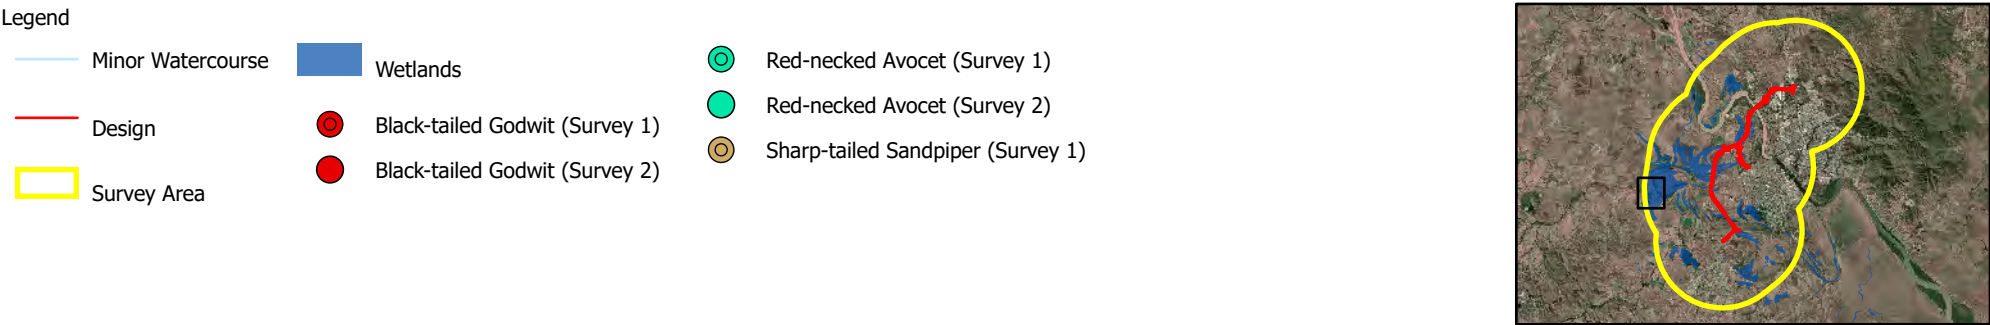 Legend
Minor Watercourse
Design
Survey Area
Wetlands
Black-tailed Godwit (Survey 1)
Black-tailed Godwit (Survey 2)
Red-necked Avocet (Survey 1)
Red-necked Avocet (Survey 2)
Sharp-tailed Sandpiper (Survey 1)